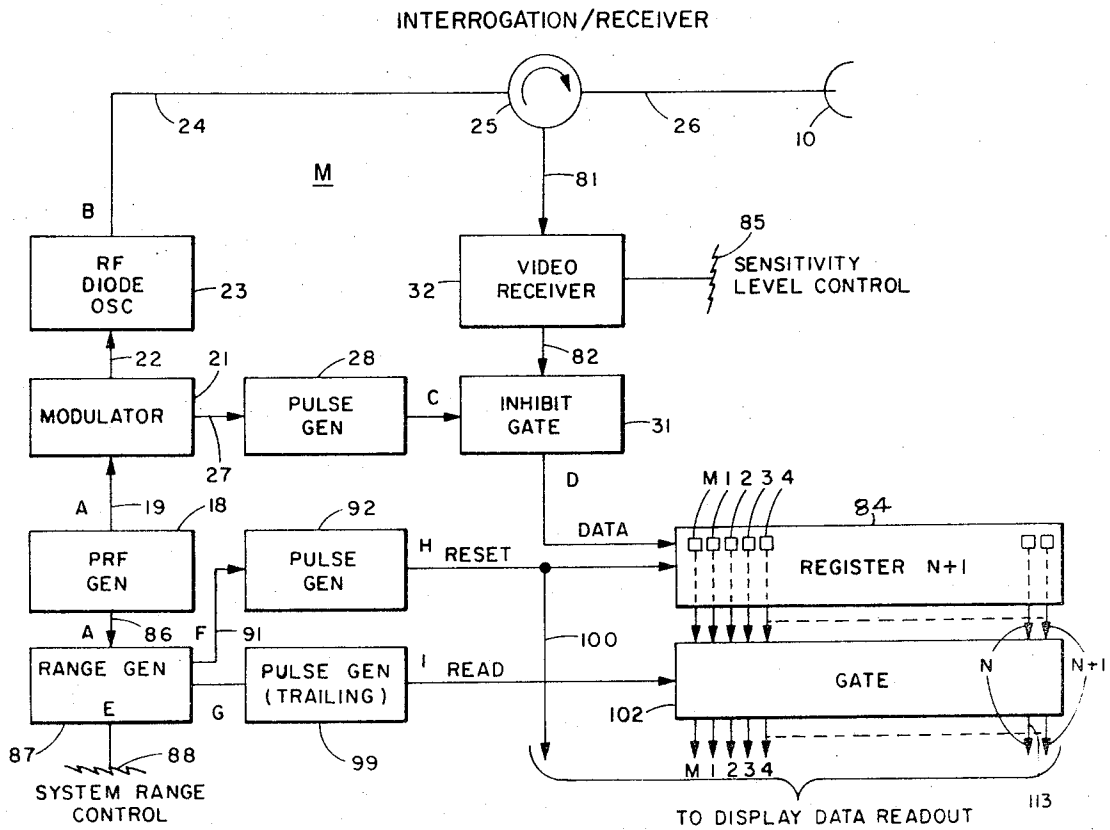 INTERROGATION/RECEIVER
24
25
26
10
M
81
B
85
RF
DIODE
OSC
23
32
VIDEO
RECEIVER
SENSITIVITY
LEVEL CONTROL
22
21
28
82
MODULATOR
PULSE
GEN
C
INHIBIT
GATE
31
27
A
19
18
92
D
M 1 2 3 4
84
DATA
PRF
GEN
PULSE
GEN
H
RESET
REGISTER N+1
A
86
F
91
100
RANGE GEN
E
PULSE GEN
(TRAILING)
I
READ
GATE
N
N+1
G
102
87
88
99
M 1 2 3 4
SYSTEM RANGE
CONTROL
113
TO DISPLAY DATA READOUT